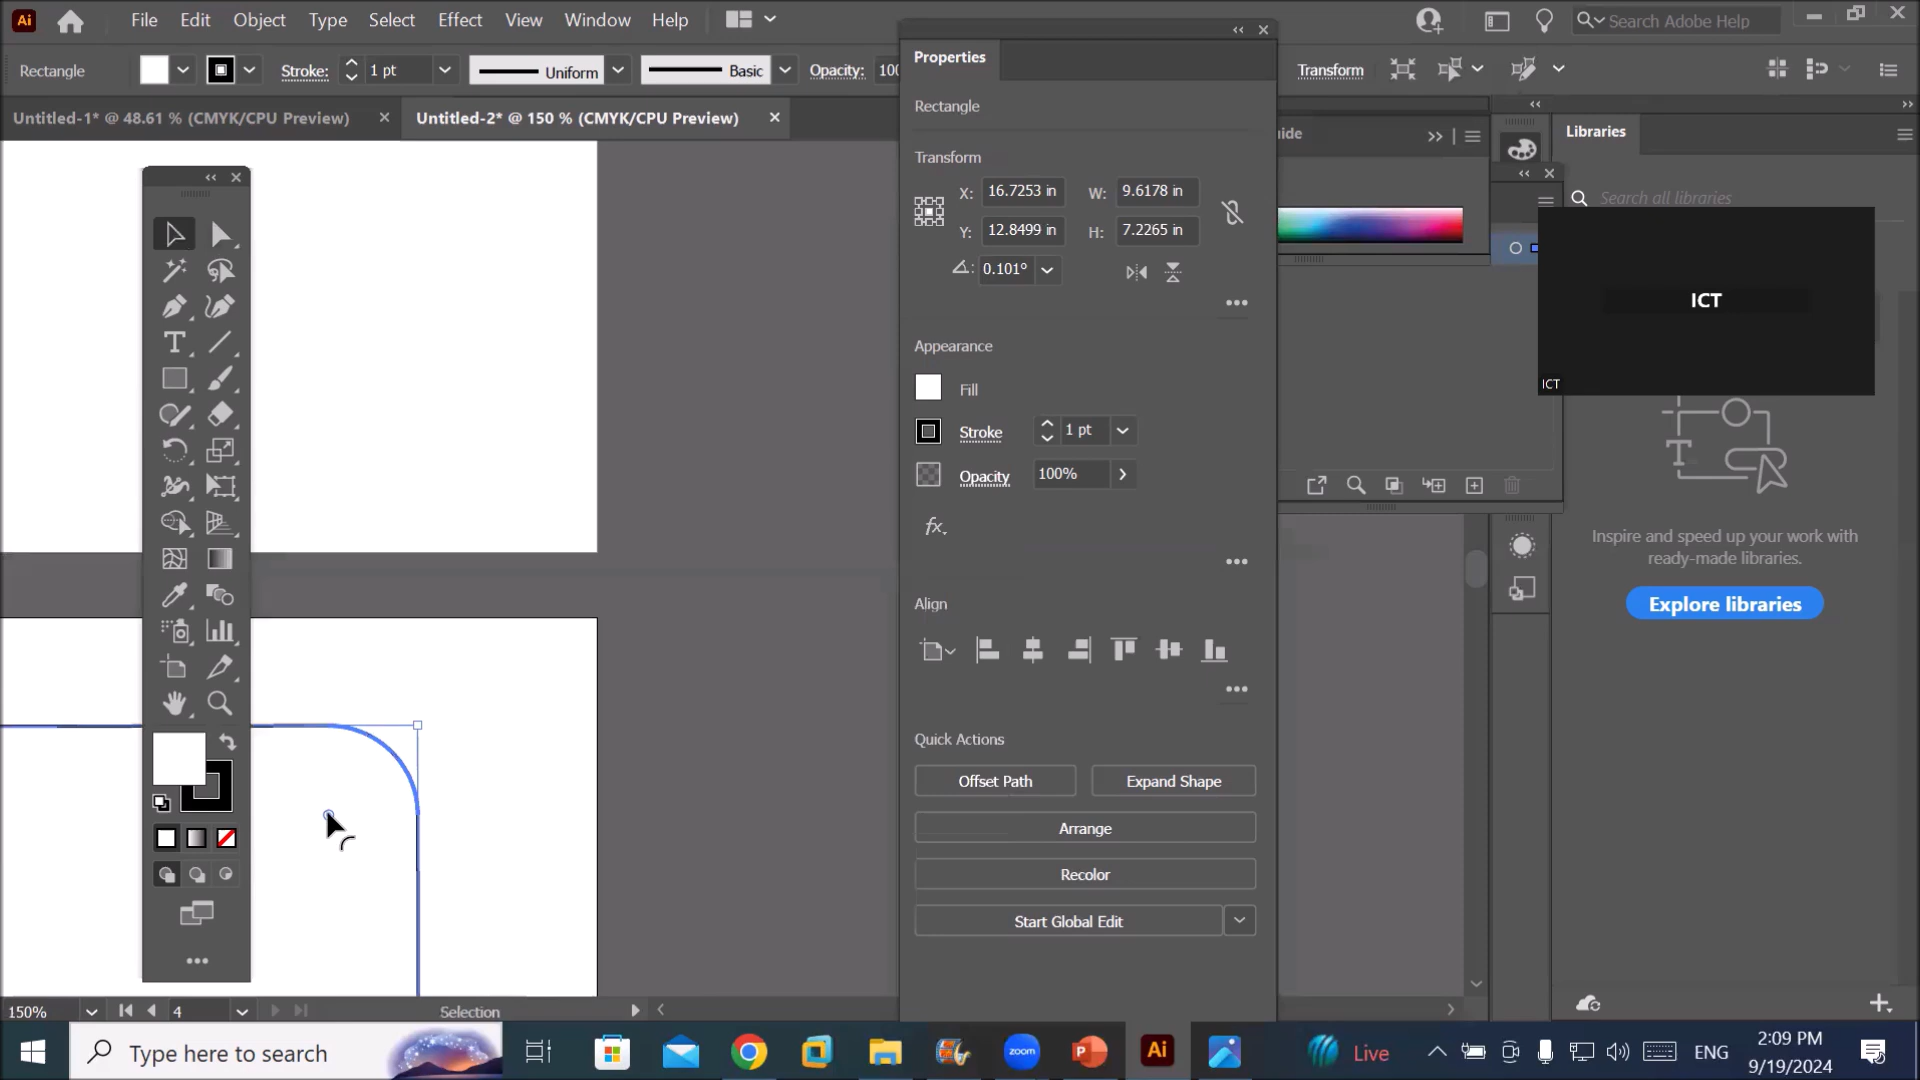 Ai File Edit Object Type Select Effect View Window Help Search Adobe Help
Rectangle Stroke: 1 pt Uniform Basic Opacity: 100 Transform
Untitled-1* @ 48.61 % (CMYK/CPU Preview) Untitled-2* @ 150 % (CMYK/CPU Preview)
Properties
Rectangle
Transform
X: 16.7253 in W: 9.6178 in
Y: 12.8499 in H: 7.2265 in
0.101°
Appearance
Fill
Stroke 1 pt
Opacity 100%
fx.
Align
Quick Actions
Offset Path Expand Shape
Arrange
Recolor
Start Global Edit
ide
Libraries
Search all libraries
ICT
ICT
Inspire and speed up your work with
ready-made libraries.
Explore libraries
150% 4 Selection
Type here to search
zoom
Ai
Live
ENG
2:09 PM
9/19/2024